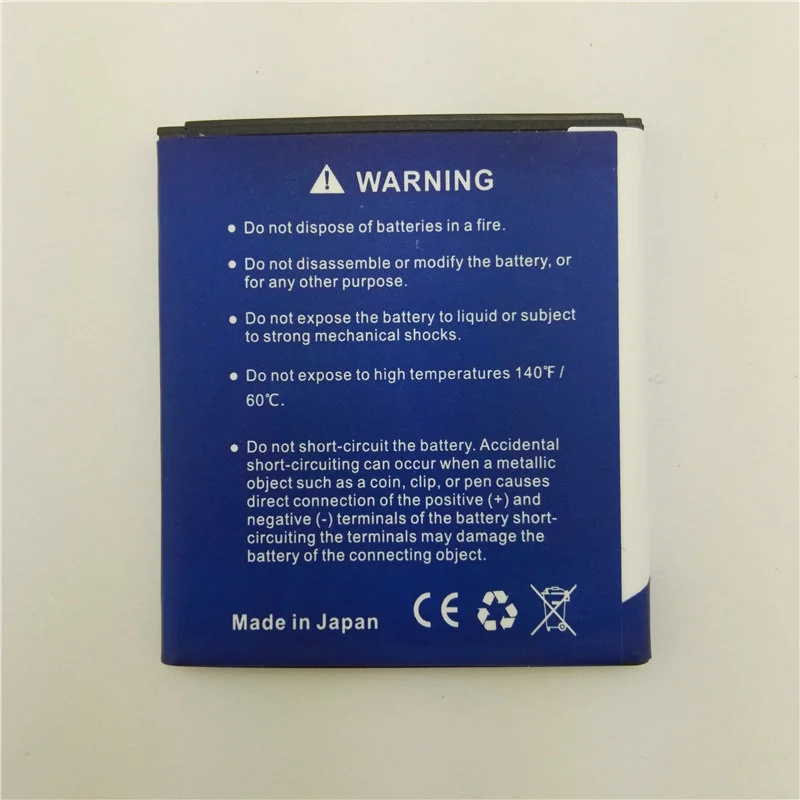 WARNING
● Do not dispose of batteries in a fire.
● Do not disassemble or modify the battery, or
for any other purpose.
● Do not expose the battery to liquid or subject
to strong mechanical shocks.
● Do not expose to high temperatures 140℉ /
60℃.
● Do not short-circuit the battery. Accidental
short-circuiting can occur when a metallic
object such as a coin, clip, or pen causes
direct connection of the positive (+) and
negative (-) terminals of the battery short-
circuiting the terminals may damage the
battery of the connecting object.
Made in Japan CE